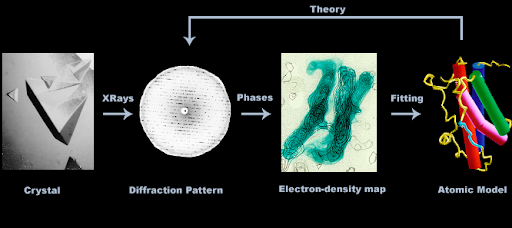 Theory
XRays
Phases
Fitting
Crystal
Diffraction Pattern
Electron-density map
Atomic Model